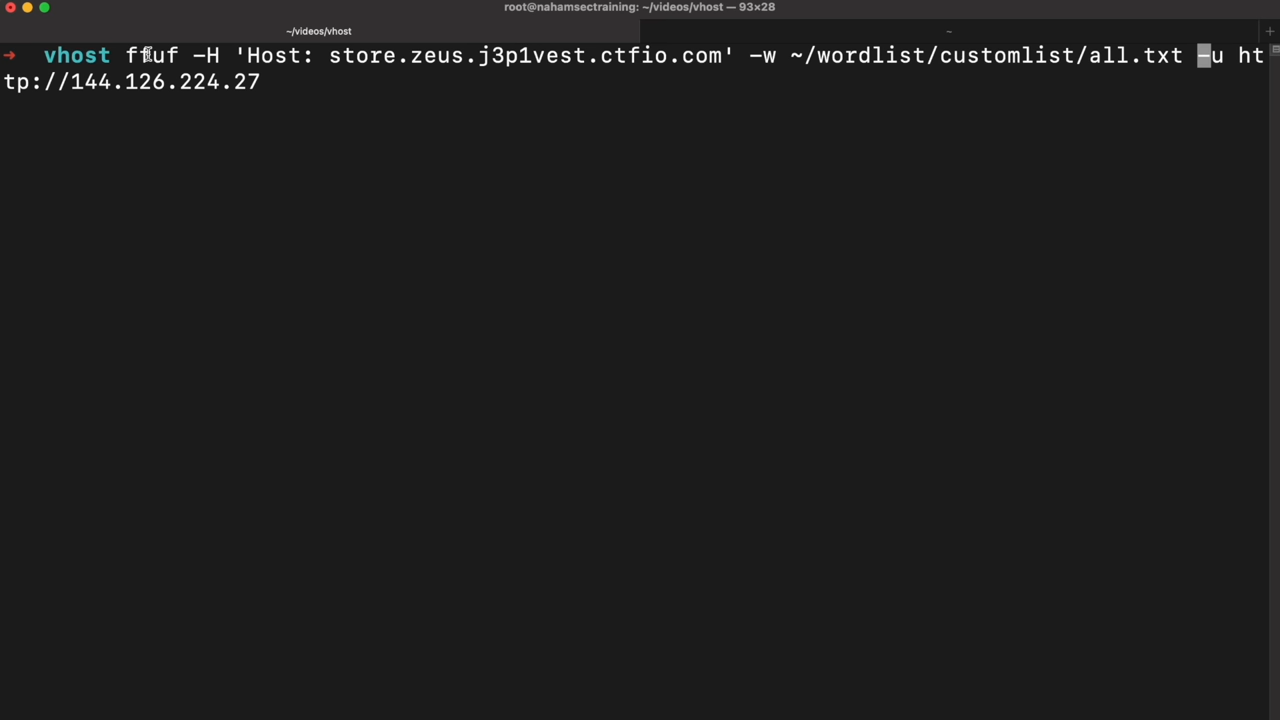 root@nahamsectraining: ~/videos/vhost — 93×28
~/videos/vhost
~
→ vhost ffuf -H 'Host: store.zeus.j3p1vest.ctfio.com' -w ~/wordlist/customlist/all.txt -u ht
tp://144.126.224.27